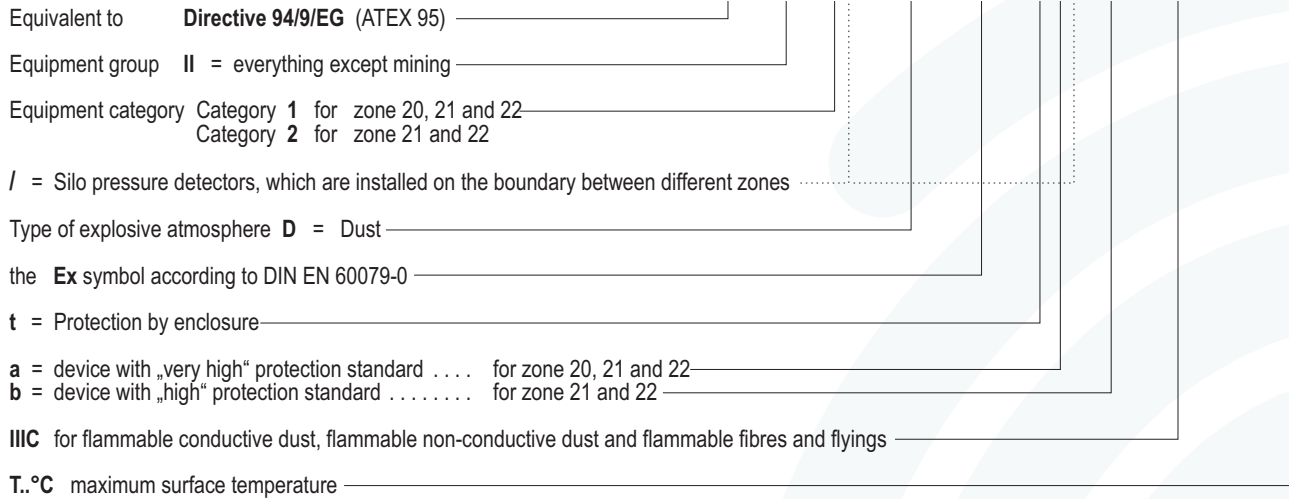 Equivalent to Directive 94/9/EG (ATEX 95)
Equipment group II = everything except mining
Equipment category Category 1 for zone 20, 21 and 22
Category 2 for zone 21 and 22
/ = Silo pressure detectors, which are installed on the boundary between different zones
Type of explosive atmosphere D = Dust
the Ex symbol according to DIN EN 60079-0
t = Protection by enclosure
a = device with „very high“ protection standard . . . . for zone 20, 21 and 22
b = device with „high“ protection standard . . . . . . . . for zone 21 and 22
IIIC for flammable conductive dust, flammable non-conductive dust and flammable fibres and flyings
T..°C maximum surface temperature